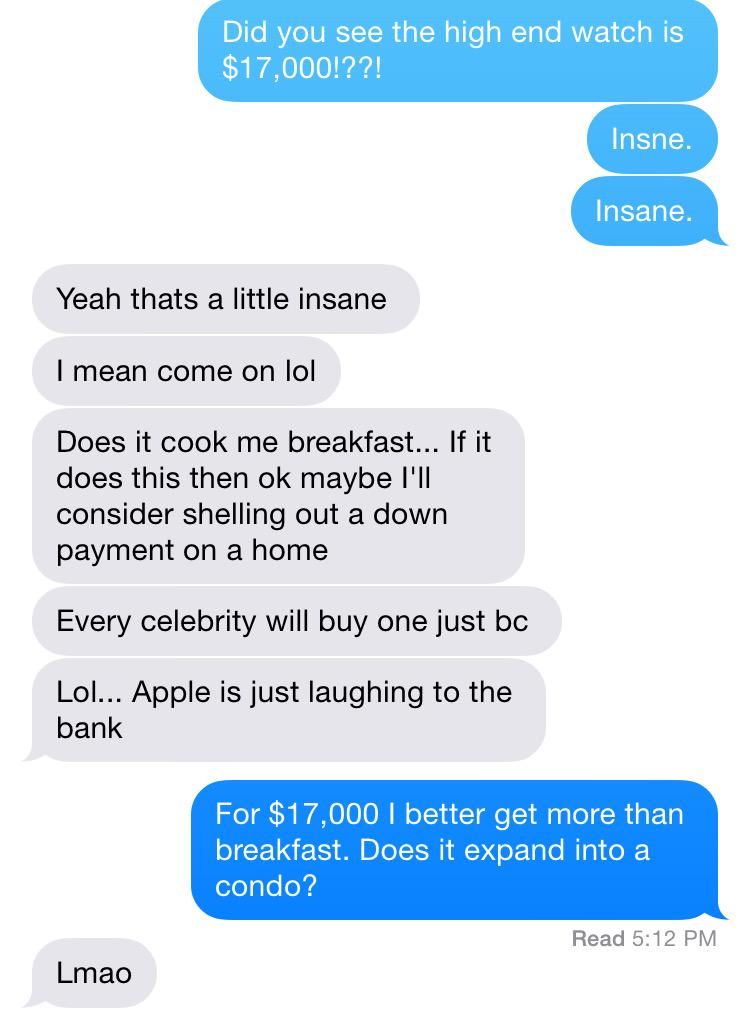 Did you see the high end watch is
$17,000!??!
Insne.
Insane.
Yeah thats a little insane
I mean come on lol
Does it cook me breakfast... If it
does this then ok maybe I'll
consider shelling out a down
payment on a home
Every celebrity will buy one just bc
Lol... Apple is just laughing to the
bank
For $17,000 I better get more than
breakfast. Does it expand into a
condo?
Read 5:12 PM
Lmao